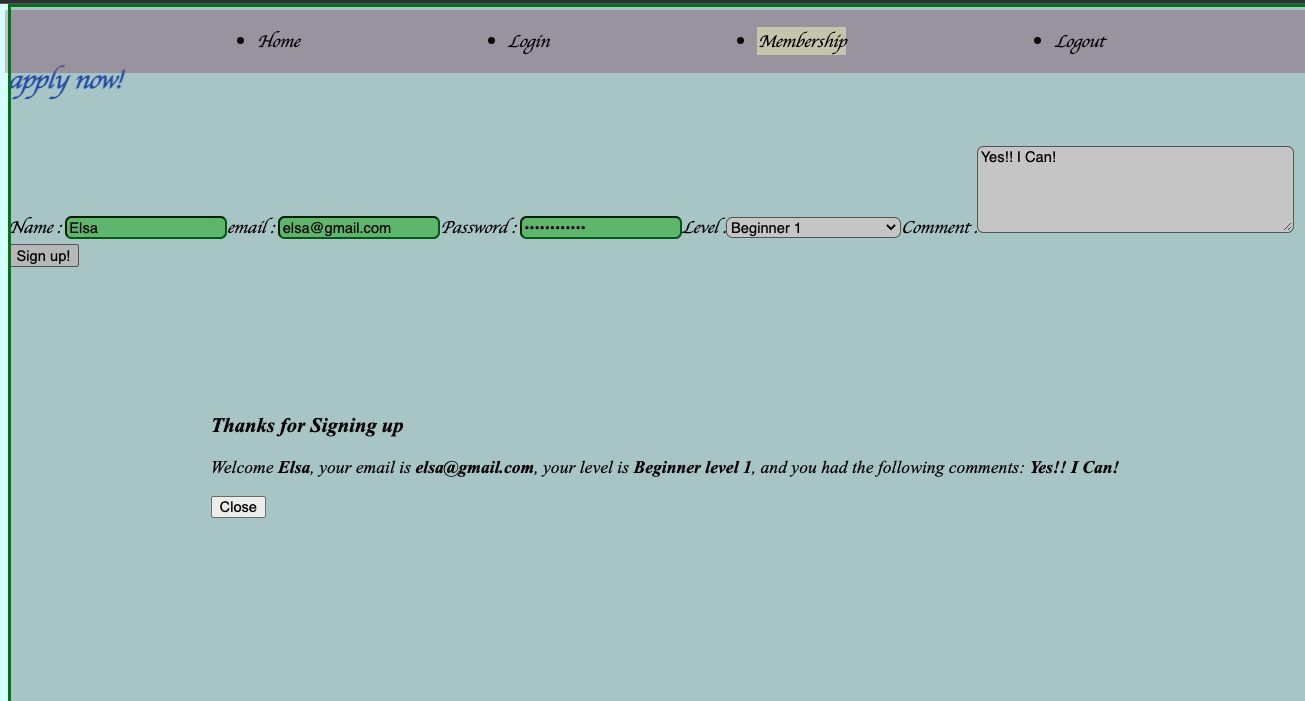 Home Login Membership Logout
apply now!
Yes!! I Can!
Name : Elsa email : elsa@gmail.com Password : •••••••••••• Level : Beginner 1 Comment :
Sign up!
Thanks for Signing up
Welcome Elsa, your email is elsa@gmail.com, your level is Beginner level 1, and you had the following comments: Yes!! I Can!
Close